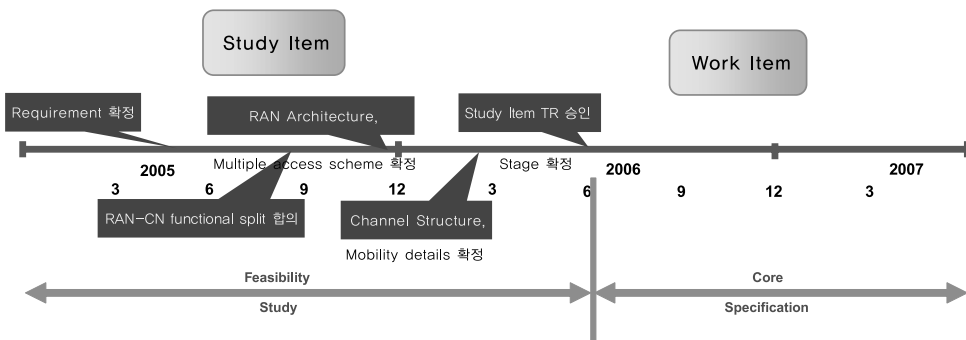 Study Item
Work Item
Requirement 확정
RAN Architecture,
Multiple access scheme 확정
Study Item TR 승인
Stage 확정
2005
2006
2007
3 6 9 12 3 6 9 12 3
RAN-CN functional split 합의
Channel Structure,
Mobility details 확정
Feasibility
Study
Core
Specification